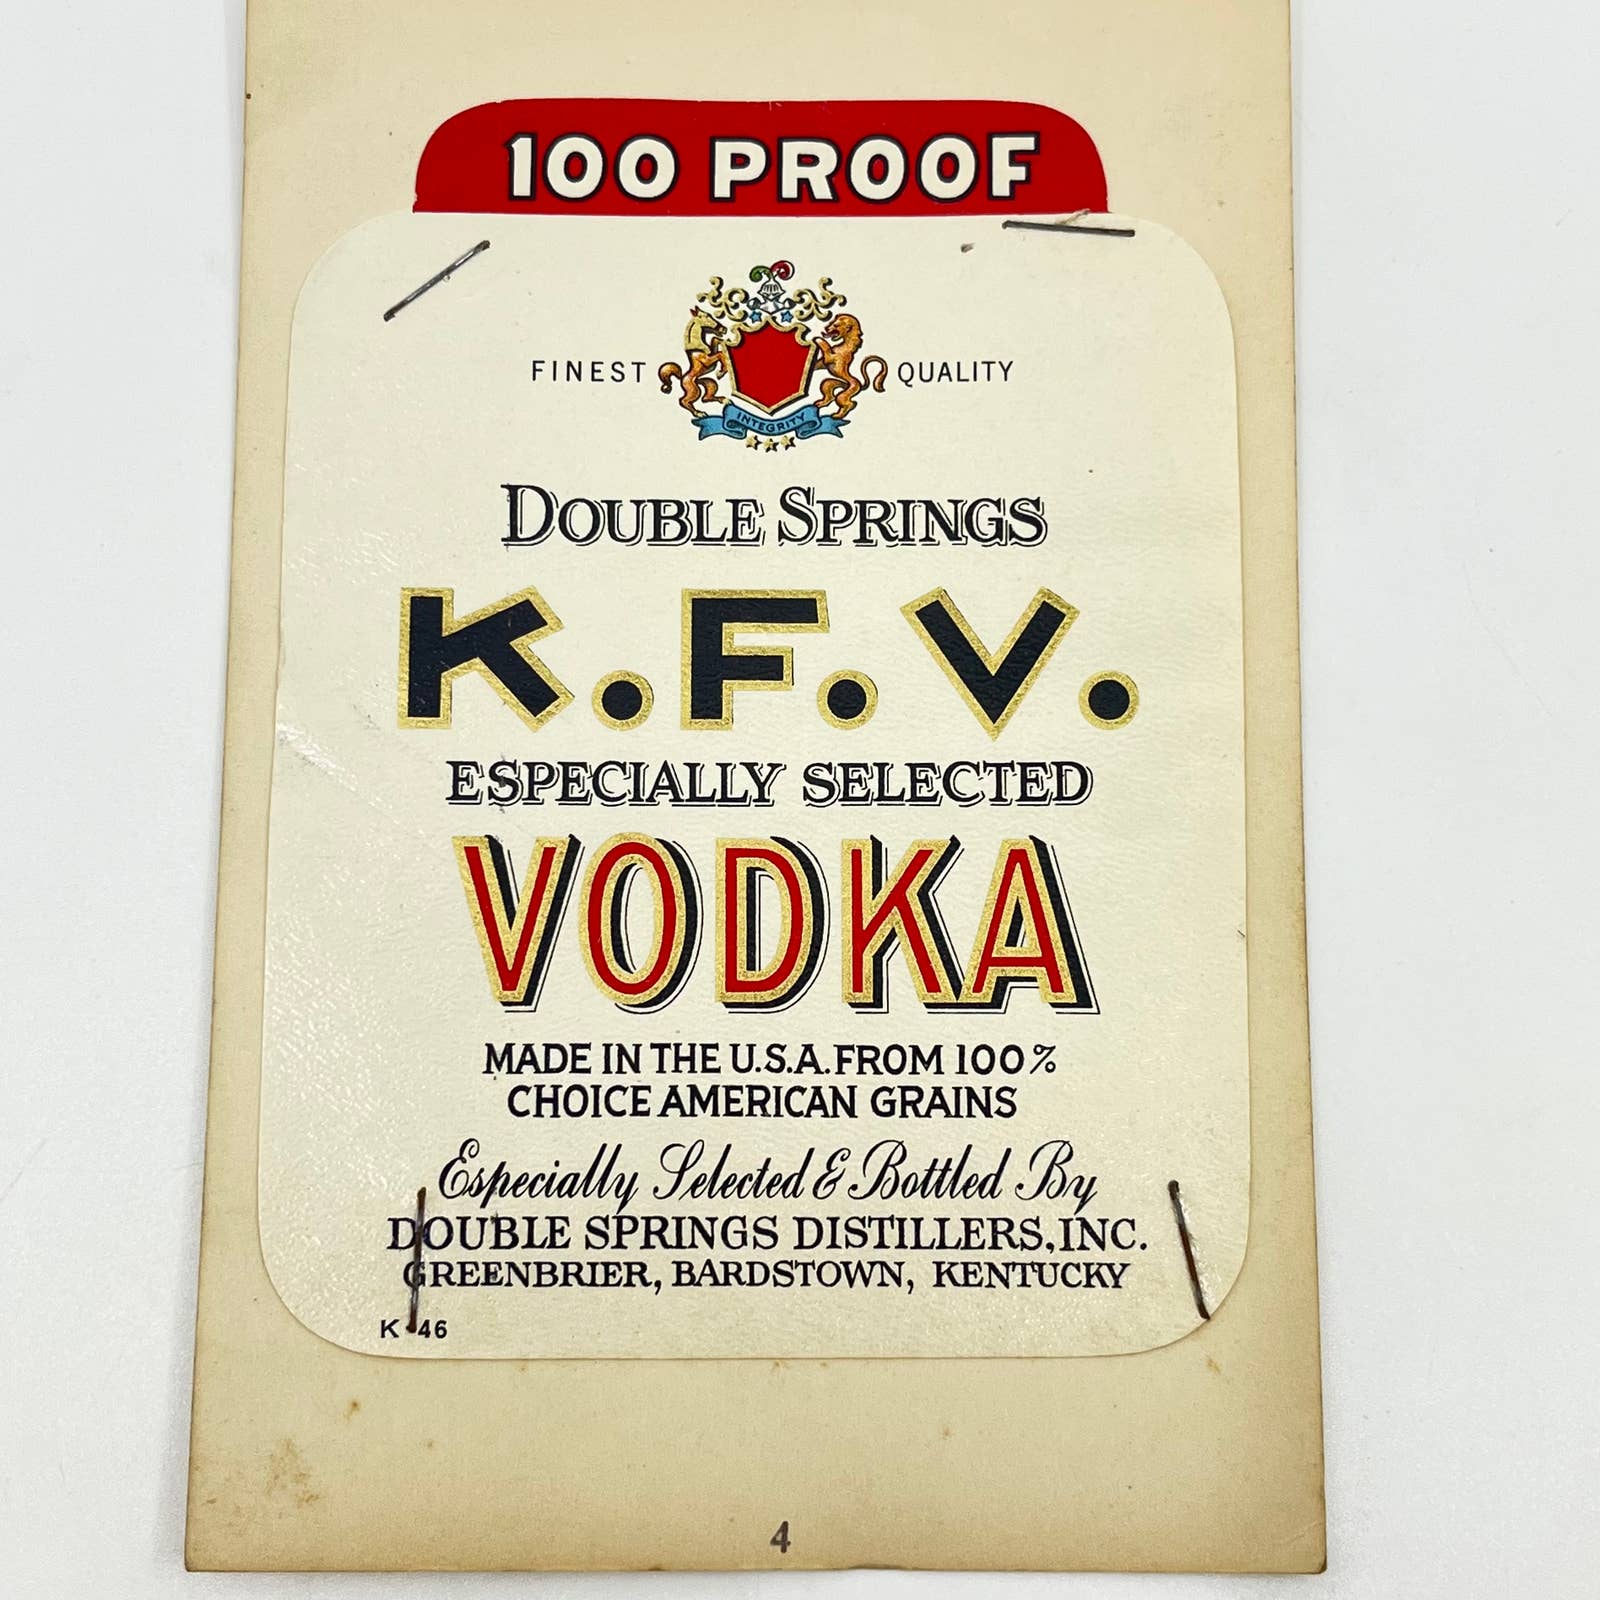 100 PROOF
FINEST QUALITY
INTEGRITY
DOUBLE SPRINGS
K.F.V.
ESPECIALLY SELECTED
VODKA
MADE IN THE U.S.A. FROM 100%
CHOICE AMERICAN GRAINS
Especially Selected & Bottled By
DOUBLE SPRINGS DISTILLERS, INC.
GREENBRIER, BARDSTOWN, KENTUCKY
K-46
4